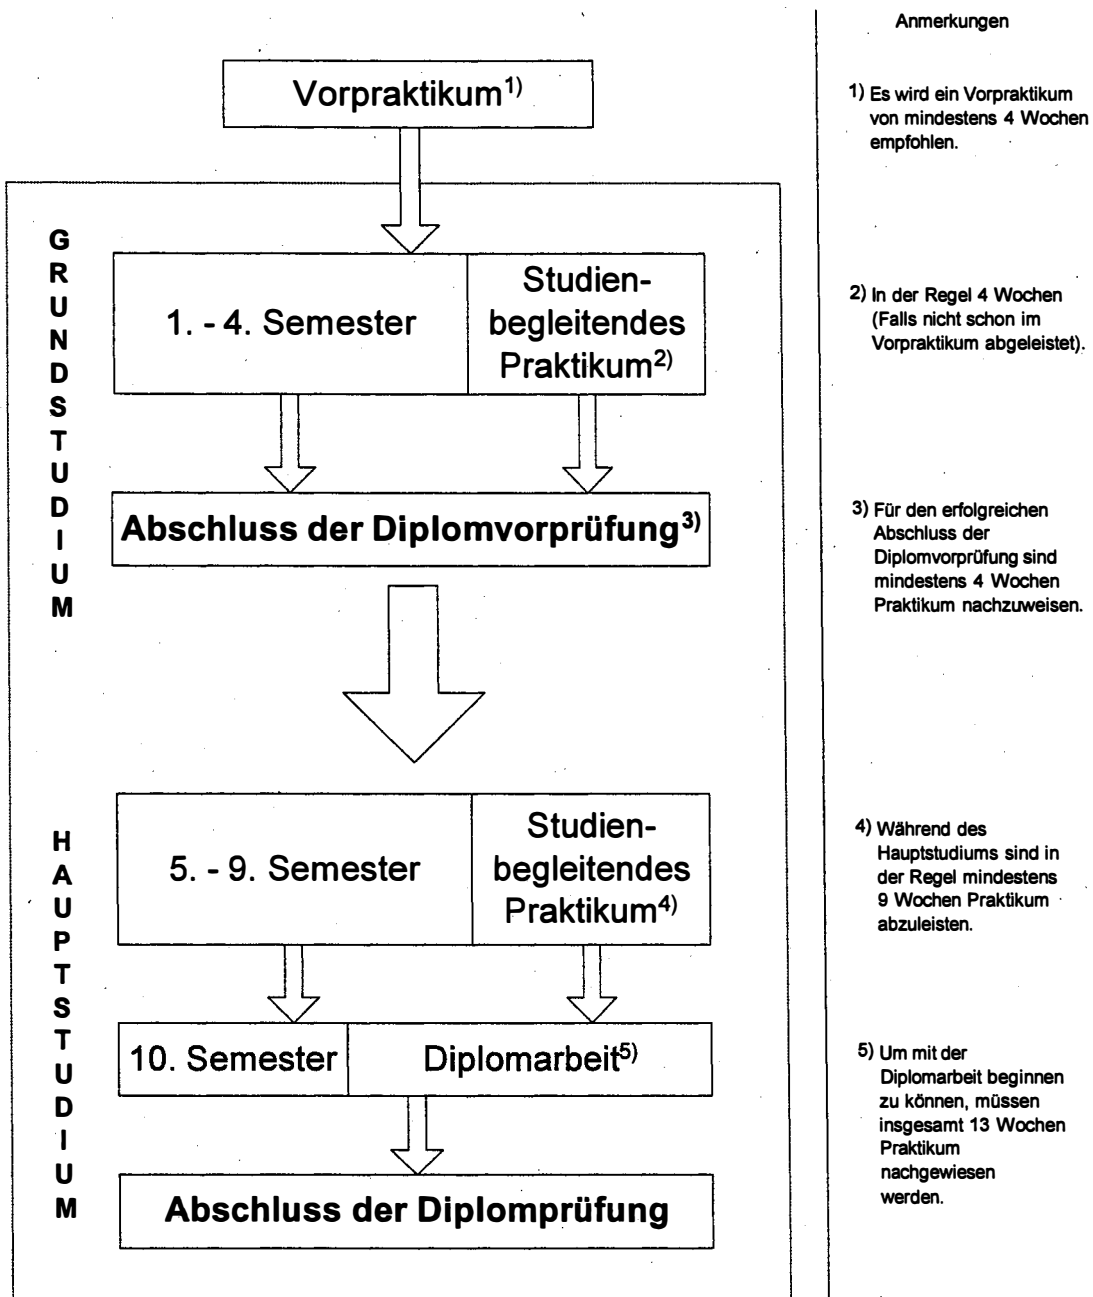 Anmerkungen
Vorpraktikum1)
1) Es wird ein Vorpraktikum
von mindestens 4 Wochen
empfohlen.
GRUNDSTUDIUM
1. - 4. Semester
Studien-
begleitendes
Praktikum2)
2) In der Regel 4 Wochen
(Falls nicht schon im
Vorpraktikum abgeleistet).
Abschluss der Diplomvorprüfung3)
3) Für den erfolgreichen
Abschluss der
Diplomvorprüfung sind
mindestens 4 Wochen
Praktikum nachzuweisen.
HAUPTSTUDIUM
5. - 9. Semester
Studien-
begleitendes
Praktikum4)
4) Während des
Hauptstudiums sind in
der Regel mindestens
9 Wochen Praktikum
abzuleisten.
10. Semester
Diplomarbeit5)
5) Um mit der
Diplomarbeit beginnen
zu können, müssen
insgesamt 13 Wochen
Praktikum
nachgewiesen
werden.
Abschluss der Diplomprüfung